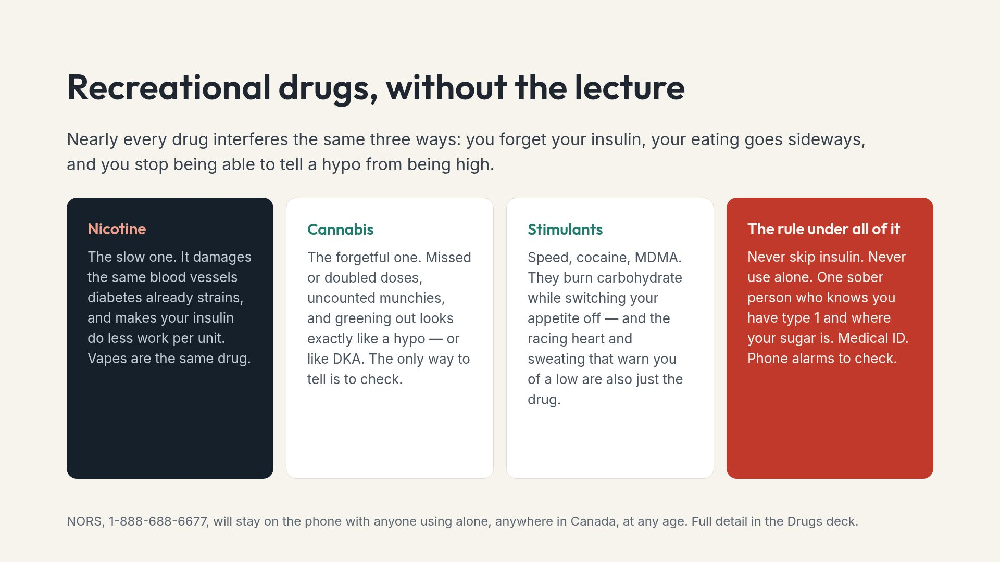 Recreational drugs, without the lecture
Nearly every drug interferes the same three ways: you forget your insulin, your eating goes sideways,
and you stop being able to tell a hypo from being high.
Nicotine
The slow one. It damages
the same blood vessels
diabetes already strains,
and makes your insulin
do less work per unit.
Vapes are the same drug.
Cannabis
The forgetful one. Missed
or doubled doses,
uncounted munchies,
and greening out looks
exactly like a hypo — or
like DKA. The only way to
tell is to check.
Stimulants
Speed, cocaine, MDMA.
They burn carbohydrate
while switching your
appetite off — and the
racing heart and
sweating that warn you
of a low are also just the
drug.
The rule under all of it
Never skip insulin. Never
use alone. One sober
person who knows you
have type 1 and where
your sugar is. Medical ID.
Phone alarms to check.
NORS, 1-888-688-6677, will stay on the phone with anyone using alone, anywhere in Canada, at any age. Full detail in the Drugs deck.